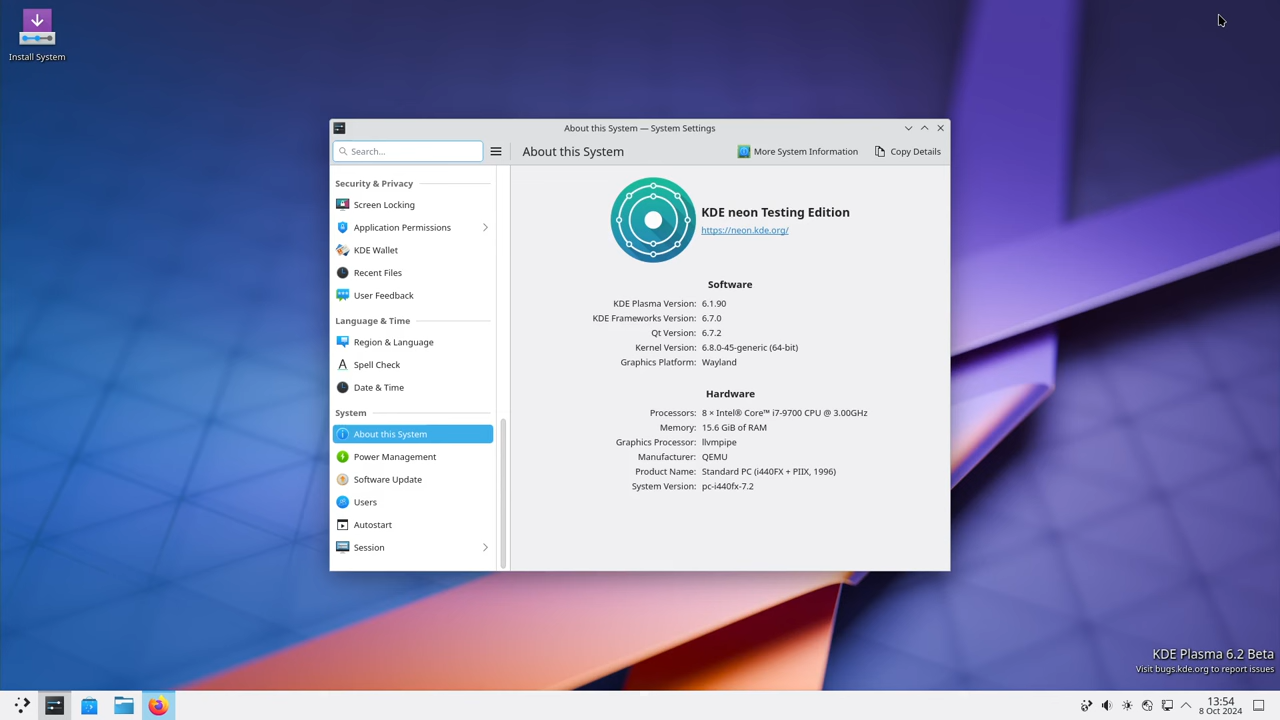 Install System
About this System — System Settings
Search...
About this System
More System Information
Copy Details
Security & Privacy
Screen Locking
Application Permissions
KDE Wallet
Recent Files
User Feedback
Language & Time
Region & Language
Spell Check
Date & Time
System
About this System
Power Management
Software Update
Users
Autostart
Session
KDE neon Testing Edition
https://neon.kde.org/
Software
KDE Plasma Version: 6.1.90
KDE Frameworks Version: 6.7.0
Qt Version: 6.7.2
Kernel Version: 6.8.0-45-generic (64-bit)
Graphics Platform: Wayland
Hardware
Processors: 8 × Intel® Core™ i7-9700 CPU @ 3.00GHz
Memory: 15.6 GiB of RAM
Graphics Processor: llvmpipe
Manufacturer: QEMU
Product Name: Standard PC (i440FX + PIIX, 1996)
System Version: pc-i440fx-7.2
KDE Plasma 6.2 Beta
Visit bugs.kde.org to report issues
13:54
8 Oct 2024